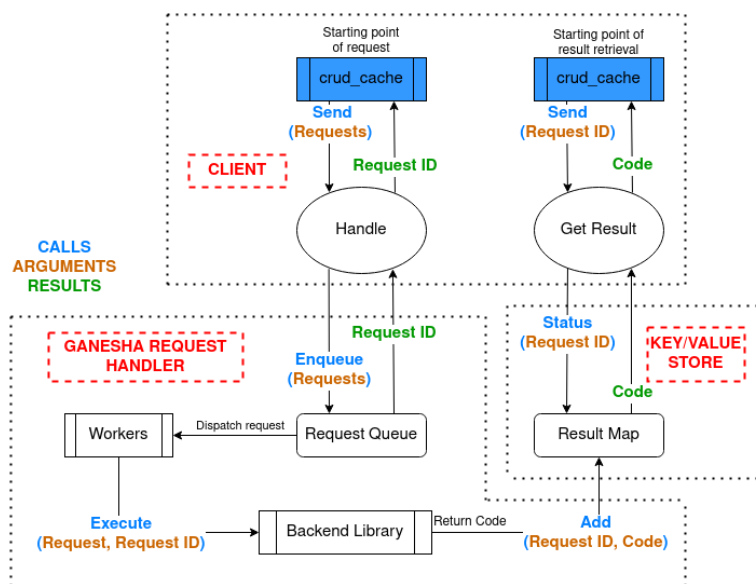 Starting point
of request
Starting point of
result retrieval
crud_cache
crud_cache
Send
(Requests)
Send
(Request ID)
CLIENT
Request ID
Code
Handle
Get Result
CALLS
ARGUMENTS
RESULTS
GANESHA REQUEST
HANDLER
Request ID
Enqueue
(Requests)
Status
(Request ID)
KEY/VALUE
STORE
Code
Workers
Dispatch request
Request Queue
Result Map
Execute
(Request, Request ID)
Backend Library
Return Code
Add
(Request ID, Code)